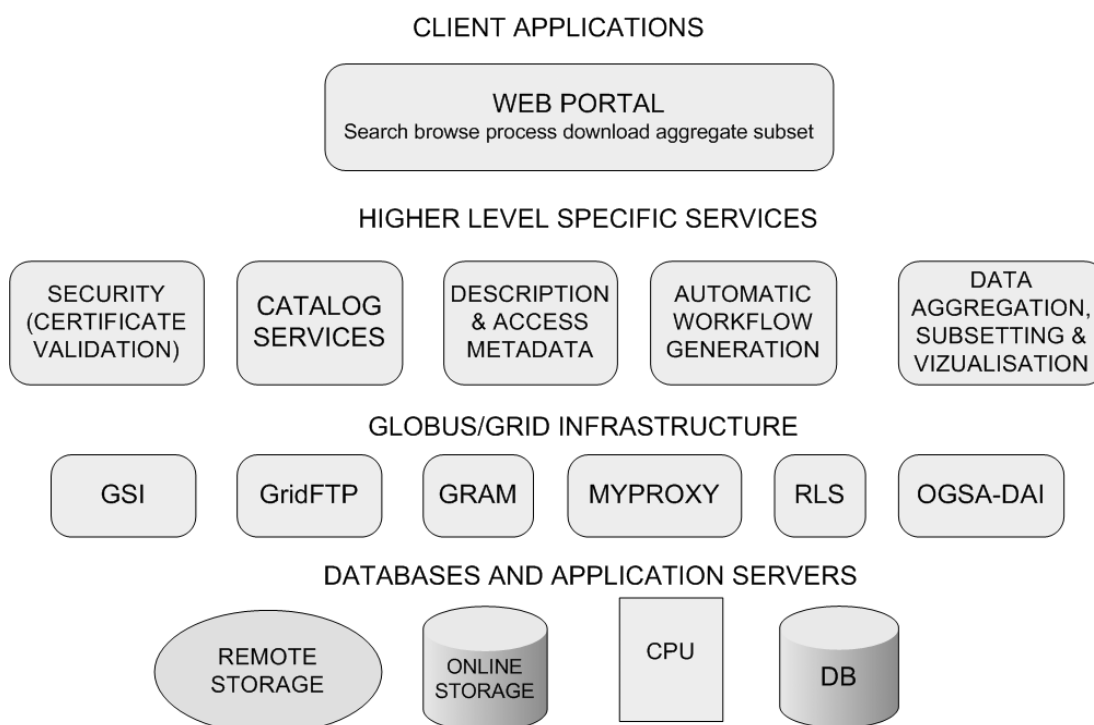 CLIENT APPLICATIONS
WEB PORTAL
Search browse process download aggregate subset
HIGHER LEVEL SPECIFIC SERVICES
SECURITY
(CERTIFICATE
VALIDATION)
CATALOG
SERVICES
DESCRIPTION
& ACCESS
METADATA
AUTOMATIC
WORKFLOW
GENERATION
DATA
AGGREGATION,
SUBSETTING &
VIZUALISATION
GLOBUS/GRID INFRASTRUCTURE
GSI
GridFTP
GRAM
MYPROXY
RLS
OGSA-DAI
DATABASES AND APPLICATION SERVERS
REMOTE
STORAGE
ONLINE
STORAGE
CPU
DB